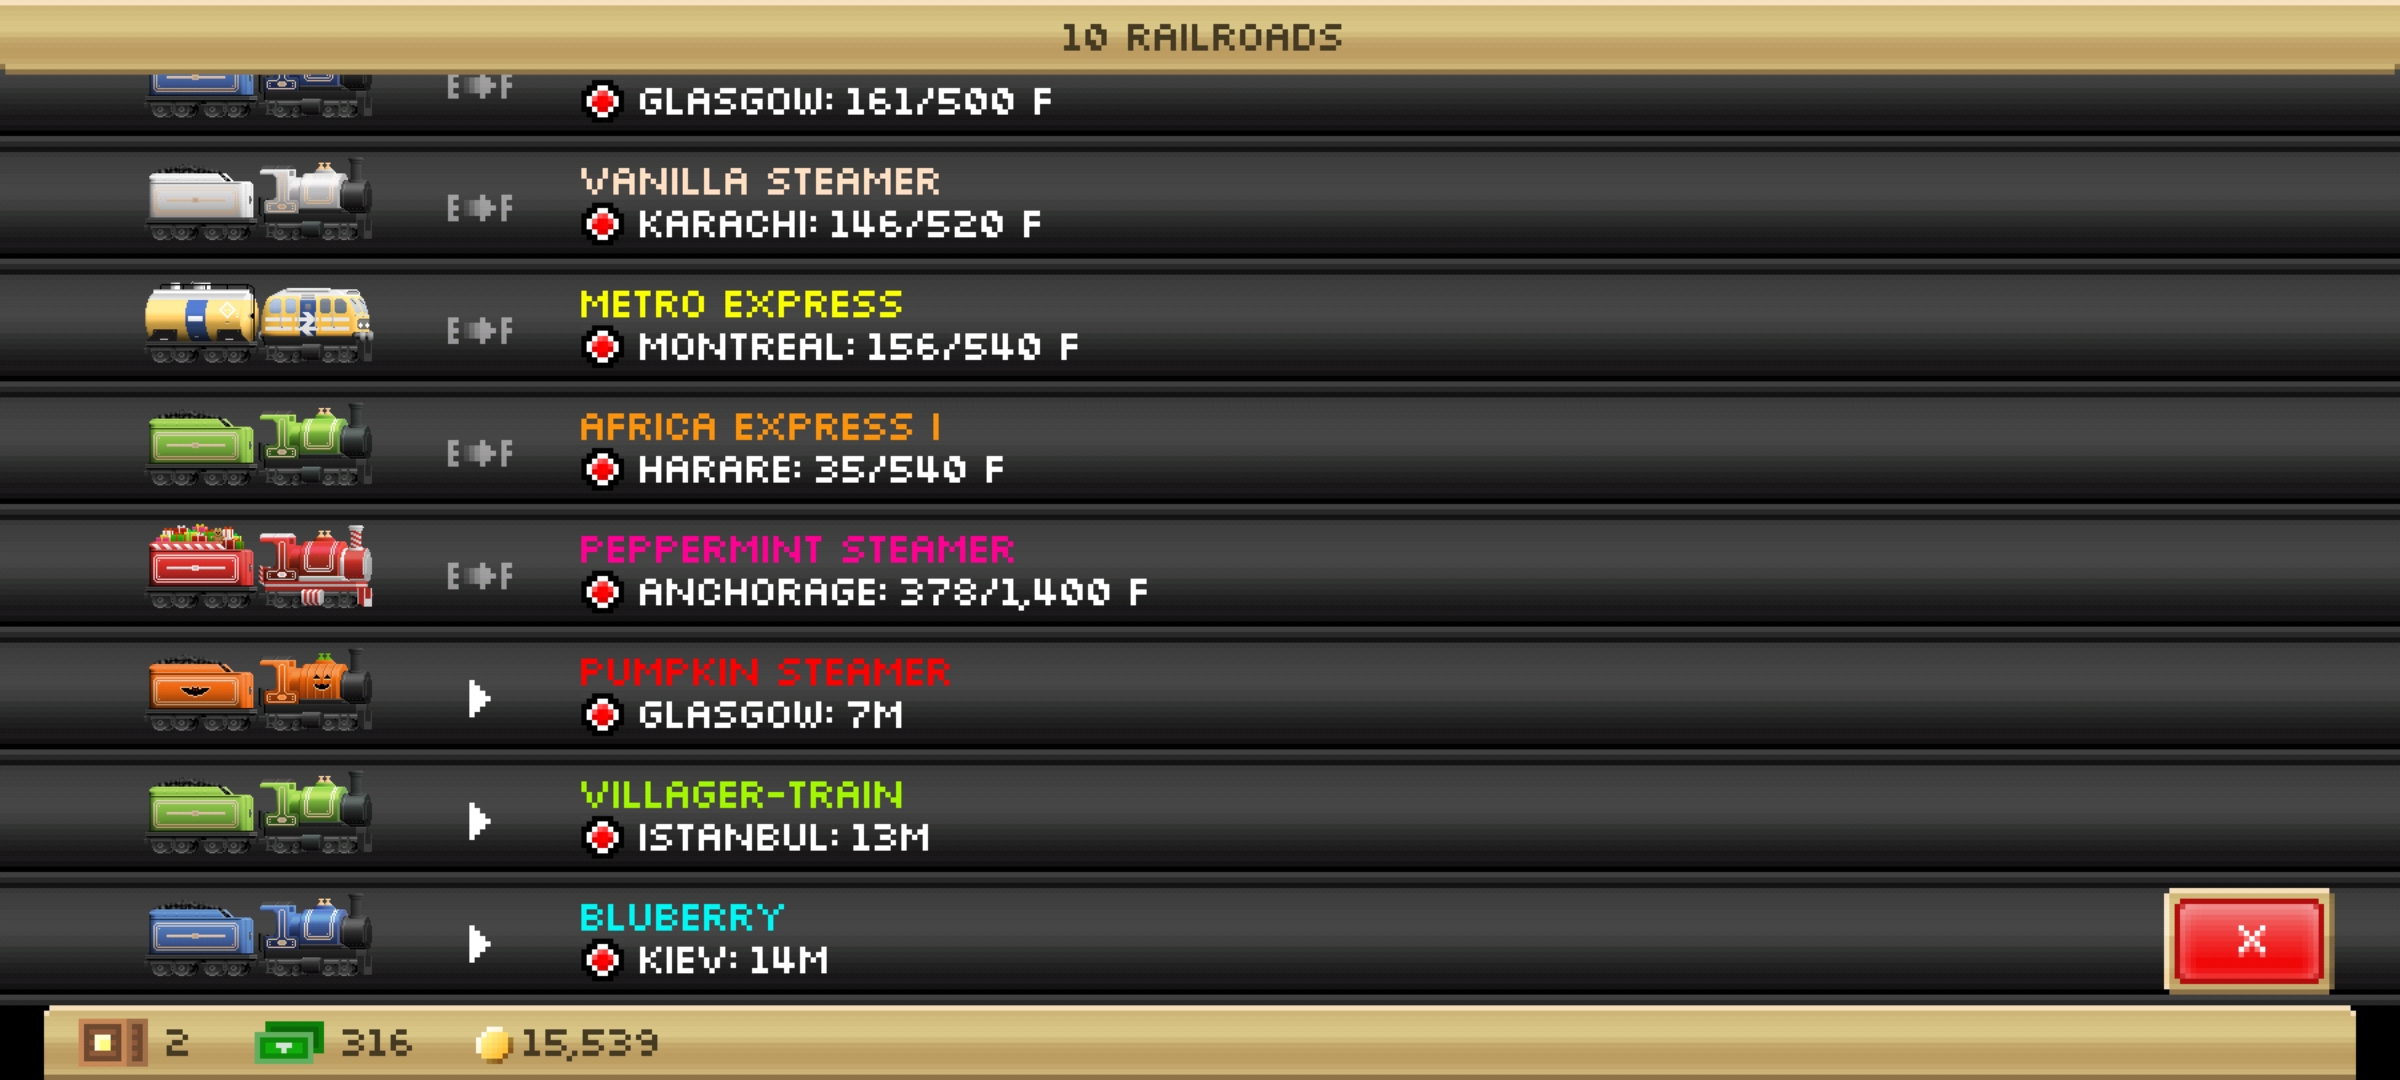 10 RAILROADS
E F
GLASGOW: 161/500 F
VANILLA STEAMER
E F
KARACHI: 146/520 F
METRO EXPRESS
E F
MONTREAL: 156/540 F
AFRICA EXPRESS I
E F
HARARE: 35/540 F
PEPPERMINT STEAMER
E F
ANCHORAGE: 378/1,400 F
PUMPKIN STEAMER
GLASGOW: 7M
VILLAGER-TRAIN
ISTANBUL: 13M
BLUBERRY
KIEV: 14M
X
2 316 15,539